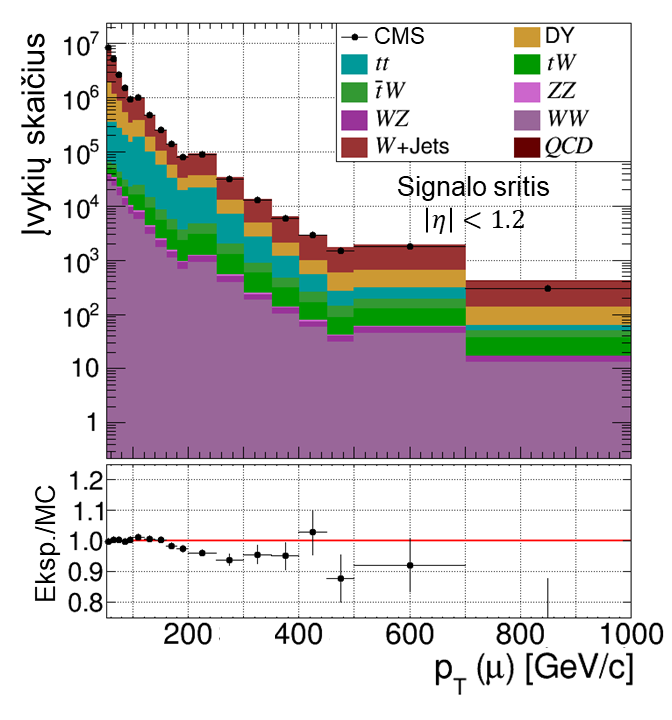 CMS
DY
tt
tW
t̄W
ZZ
WZ
WW
W+Jets
QCD
Signalo sritis
|η| < 1.2
Įvykių skaičius
10⁷
10⁶
10⁵
10⁴
10³
10²
10
1
Eksp./MC
1.2
1.1
1.0
0.9
0.8
200 400 600 800 1000
p_T (μ) [GeV/c]